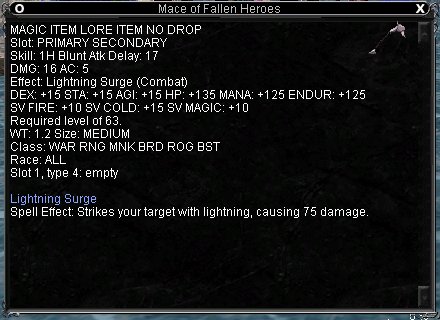 O Mace of Fallen Heroes X
MAGIC ITEM LORE ITEM NO DROP
Slot: PRIMARY SECONDARY
Skill: 1H Blunt Atk Delay: 17
DMG: 16 AC: 5
Effect: Lightning Surge (Combat)
DEX: +15 STA: +15 AGI: +15 HP: +135 MANA: +125 ENDUR: +125
SV FIRE: +10 SV COLD: +15 SV MAGIC: +10
Required level of 63.
WT: 1.2 Size: MEDIUM
Class: WAR RNG MNK BRD ROG BST
Race: ALL
Slot 1, type 4: empty
Lightning Surge
Spell Effect: Strikes your target with lightning, causing 75 damage.